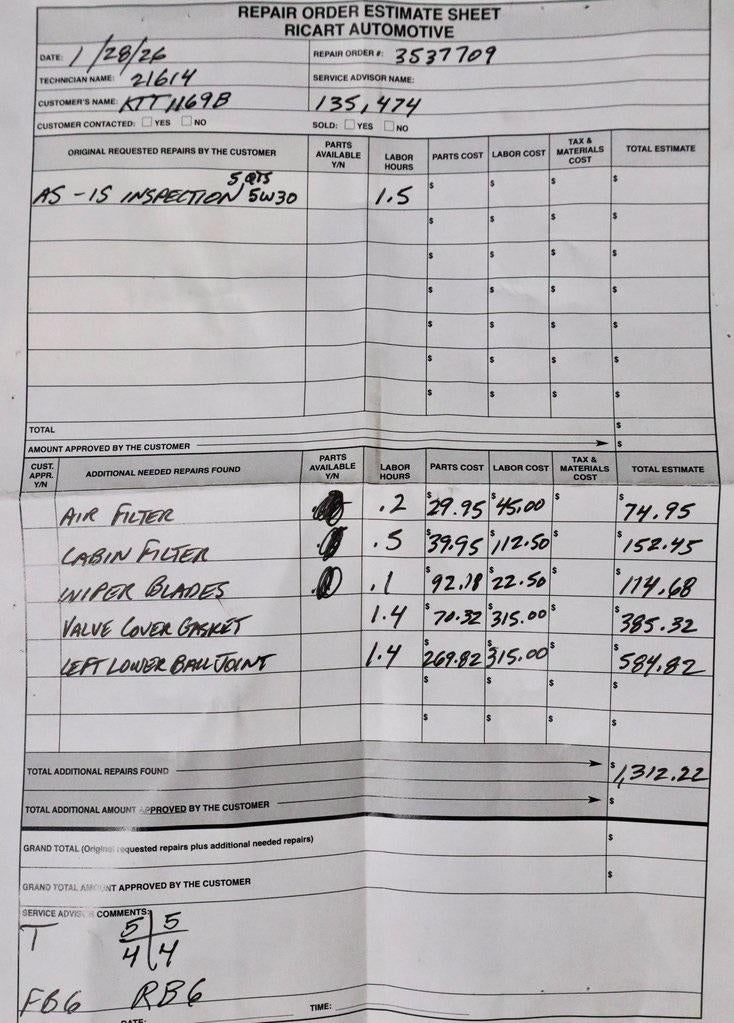 REPAIR ORDER ESTIMATE SHEET
RICART AUTOMOTIVE
DATE: 1/28/26 REPAIR ORDER #: 3537709
TECHNICIAN NAME: 21614 SERVICE ADVISOR NAME:
CUSTOMER'S NAME: KTT1169B 135,474
CUSTOMER CONTACTED: YES NO SOLD: YES NO
ORIGINAL REQUESTED REPAIRS BY THE CUSTOMER PARTS AVAILABLE Y/N LABOR HOURS PARTS COST LABOR COST TAX & MATERIALS COST TOTAL ESTIMATE
5 QTS
AS-IS INSPECTION 5W30 1.5 $ $ $ $
$ $ $ $
$ $ $ $
$ $ $ $
$ $ $ $
$ $ $ $
$ $ $ $
TOTAL $
AMOUNT APPROVED BY THE CUSTOMER $
CUST. APPR. Y/N ADDITIONAL NEEDED REPAIRS FOUND PARTS AVAILABLE Y/N LABOR HOURS PARTS COST LABOR COST TAX & MATERIALS COST TOTAL ESTIMATE
AIR FILTER .2 $29.95 $45.00 $ $74.95
CABIN FILTER .5 $39.95 $112.50 $ $152.45
WIPER BLADES .1 $92.18 $22.50 $ $114.68
VALVE COVER GASKET 1.4 $70.32 $315.00 $ $385.32
LEFT LOWER BALL JOINT 1.4 $269.82 $315.00 $ $584.82
$ $ $ $
$ $ $ $
TOTAL ADDITIONAL REPAIRS FOUND $1,312.22
TOTAL ADDITIONAL AMOUNT APPROVED BY THE CUSTOMER $
GRAND TOTAL (Original requested repairs plus additional needed repairs) $
GRAND TOTAL AMOUNT APPROVED BY THE CUSTOMER $
SERVICE ADVISOR COMMENTS:
T 5 5
4 4
FB6 RB6
DATE: TIME: